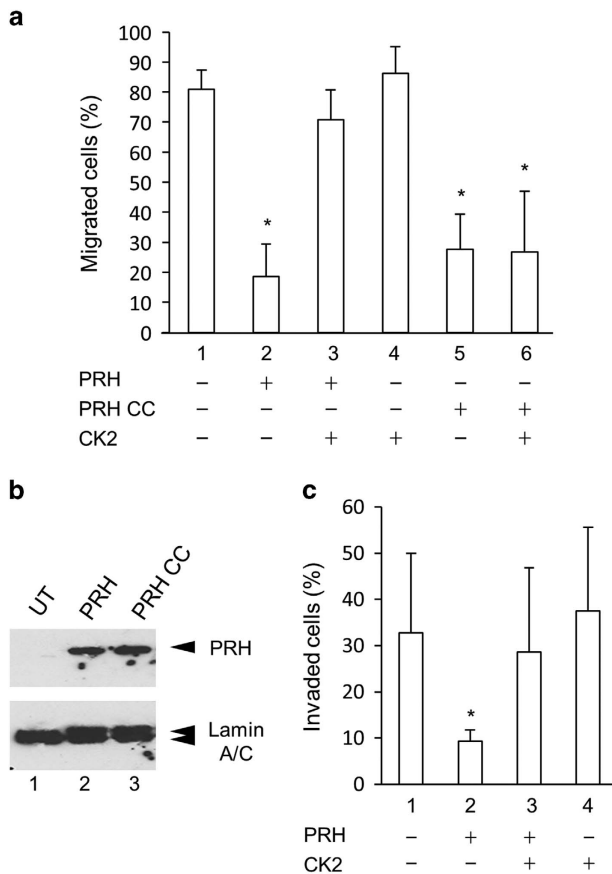 a
Migrated cells (%)
100
90
80
70
60
50
40
30
20
10
0
*
*
*
1 2 3 4 5 6
PRH – + + – – –
PRH CC – – – – + +
CK2 – – + + – +
b
UT PRH PRH CC
PRH
Lamin
A/C
1 2 3
c
Invaded cells (%)
60
50
40
30
20
10
0
*
1 2 3 4
PRH – + + –
CK2 – – + +